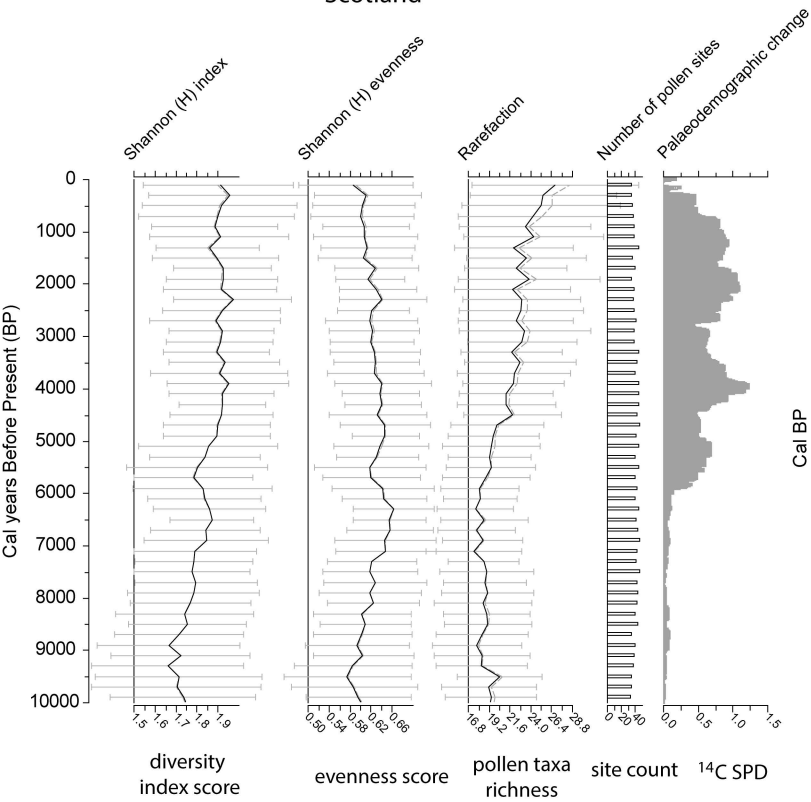 Scotland
Shannon (H) index
Shannon (H) evenness
Rarefaction
Number of pollen sites
Palaeodemographic change
Cal years Before Present (BP)
0
1000
2000
3000
4000
5000
6000
7000
8000
9000
10000
1.5 1.6 1.7 1.8 1.9
0.50 0.54 0.58 0.62 0.66
16.8 19.2 21.6 24.0 26.4 28.8
0 20 40
0.0 0.5 1.0 1.5
diversity
index score
evenness score
pollen taxa
richness
site count
14C SPD
Cal BP